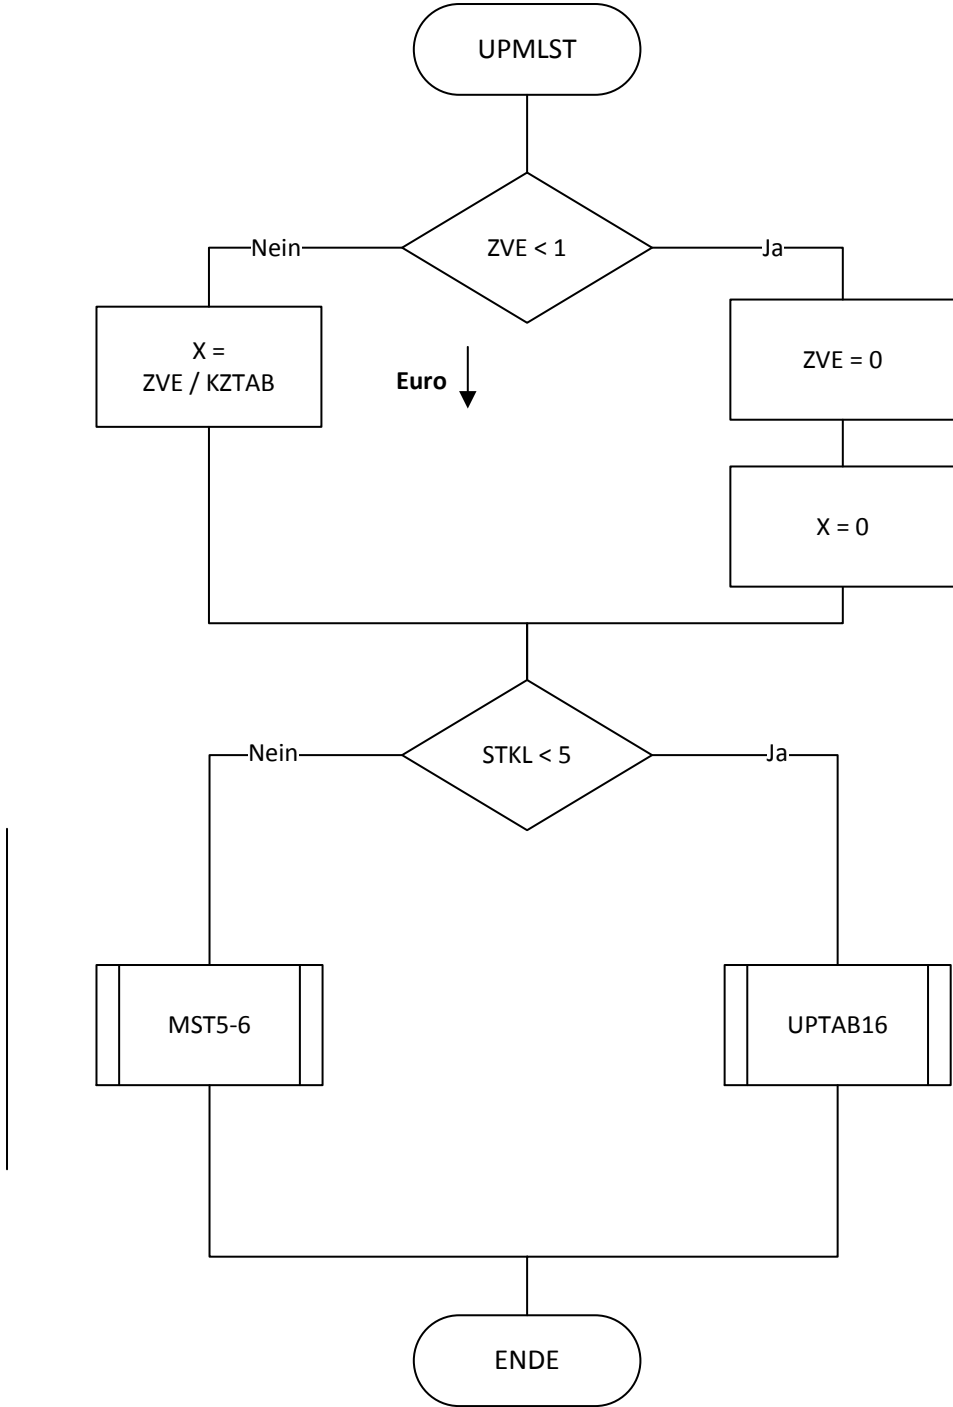 UPMLST
Nein
ZVE < 1
Ja
X =
ZVE / KZTAB
Euro
ZVE = 0
X = 0
Nein
STKL < 5
Ja
MST5-6
UPTAB16
ENDE